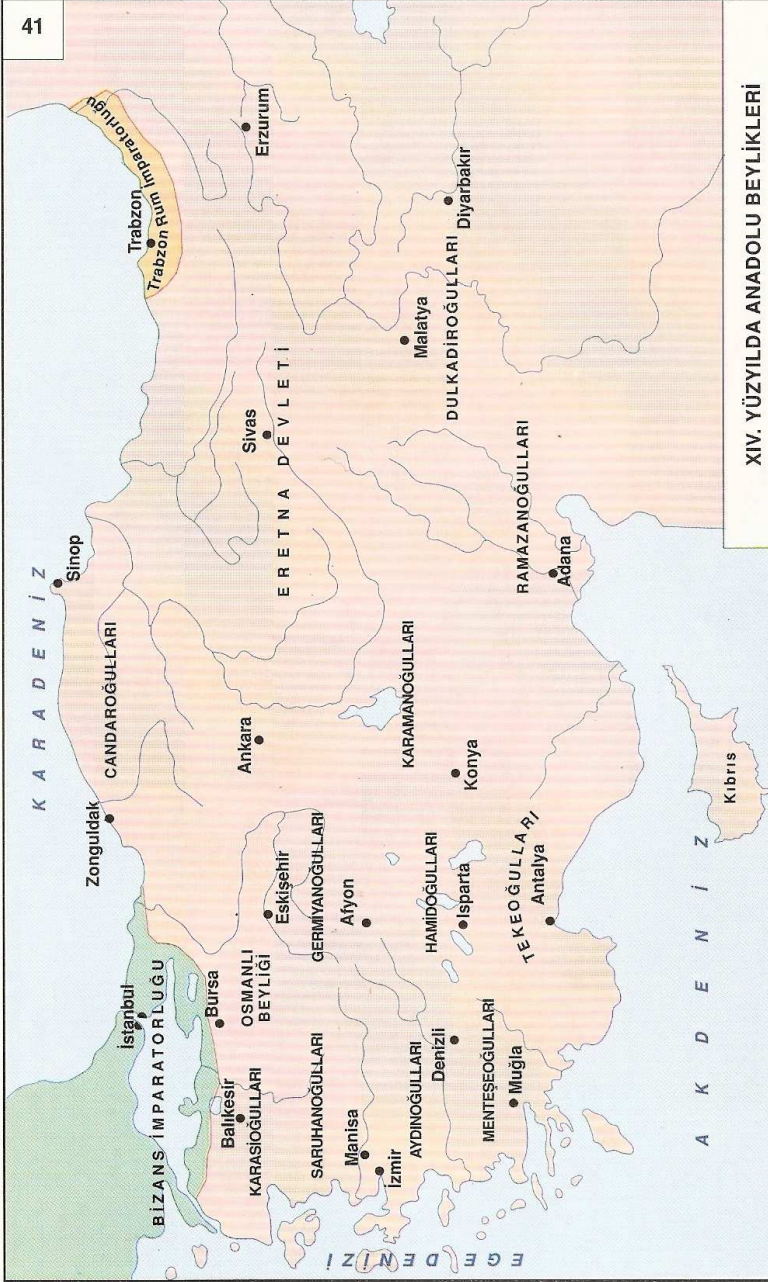 41
XIV. YÜZYILDA ANADOLU BEYLİKLERİ
KARADENİZ
Sinop
Zonguldak
CANDAROĞULLARI
İstanbul
BİZANS İMPARATORLUĞU
Trabzon
Trabzon Rum İmparatorluğu
Erzurum
Bursa
OSMANLI
BEYLİĞİ
Balıkesir
KARASİOĞULLARI
Eskişehir
Ankara
Sivas
ERETNA DEVLETİ
GERMİYANOĞULLARI
Afyon
SARUHANOĞULLARI
Manisa
İzmir
AYDINOĞULLARI
Denizli
HAMİDOĞULLARI
Isparta
KARAMANOĞULLARI
Konya
Malatya
DULKADİROĞULLARI
Diyarbakır
MENTEŞEOĞULLARI
Muğla
TEKEOĞULLARI
Antalya
RAMAZANOĞULLARI
Adana
EGE DENİZİ
AKDENİZ
Kıbrıs